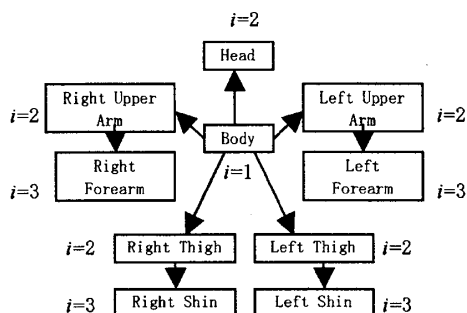 i=2
Head
Right Upper
Arm
i=2
Left Upper
Arm
i=2
Body
i=1
Right
Forearm
i=3
Left
Forearm
i=3
i=2
Right Thigh
Left Thigh
i=2
i=3
Right Shin
Left Shin
i=3